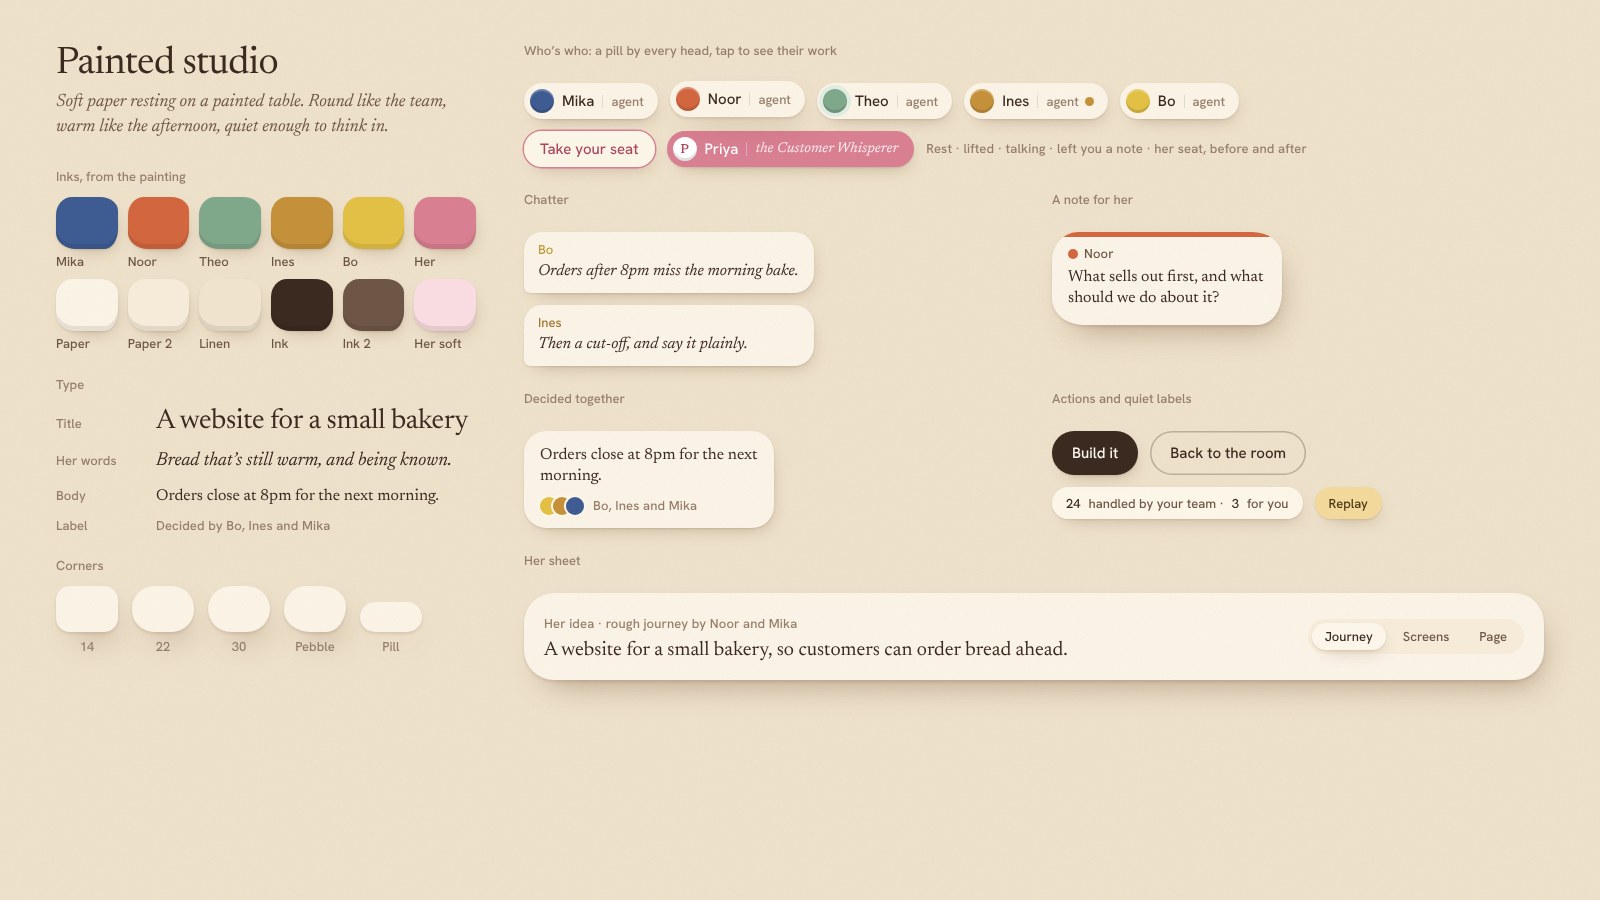 Painted studio
Soft paper resting on a painted table. Round like the team,
warm like the afternoon, quiet enough to think in.
Inks, from the painting
Mika
Noor
Theo
Ines
Bo
Her
Paper
Paper 2
Linen
Ink
Ink 2
Her soft
Type
Title
A website for a small bakery
Her words
Bread that’s still warm, and being known.
Body
Orders close at 8pm for the next morning.
Label
Decided by Bo, Ines and Mika
Corners
14
22
30
Pebble
Pill
Who’s who: a pill by every head, tap to see their work
Mika agent
Noor agent
Theo agent
Ines agent
Bo agent
Take your seat
P Priya the Customer Whisperer
Rest · lifted · talking · left you a note · her seat, before and after
Chatter
Bo
Orders after 8pm miss the morning bake.
Ines
Then a cut-off, and say it plainly.
A note for her
Noor
What sells out first, and what
should we do about it?
Decided together
Orders close at 8pm for the next
morning.
Bo, Ines and Mika
Actions and quiet labels
Build it
Back to the room
24 handled by your team · 3 for you
Replay
Her sheet
Her idea · rough journey by Noor and Mika
A website for a small bakery, so customers can order bread ahead.
Journey
Screens
Page